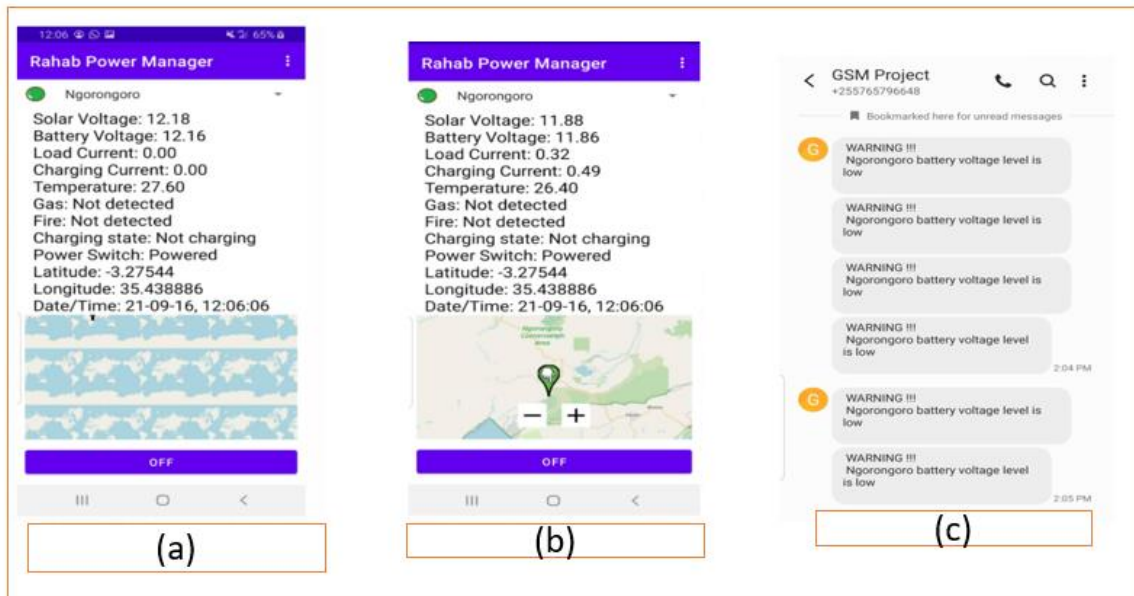 12:06
65%
Rahab Power Manager
Ngorongoro
Solar Voltage: 12.18
Battery Voltage: 12.16
Load Current: 0.00
Charging Current: 0.00
Temperature: 27.60
Gas: Not detected
Fire: Not detected
Charging state: Not charging
Power Switch: Powered
Latitude: -3.27544
Longitude: 35.438886
Date/Time: 21-09-16, 12:06:06
OFF
(a)
Rahab Power Manager
Ngorongoro
Solar Voltage: 11.88
Battery Voltage: 11.86
Load Current: 0.32
Charging Current: 0.49
Temperature: 26.40
Gas: Not detected
Fire: Not detected
Charging state: Not charging
Power Switch: Powered
Latitude: -3.27544
Longitude: 35.438886
Date/Time: 21-09-16, 12:06:06
Ngorongoro
Area
− +
OFF
(b)
GSM Project
+255765796648
Bookmarked here for unread messages
G
WARNING !!!
Ngorongoro battery voltage level is
low
WARNING !!!
Ngorongoro battery voltage level is
low
WARNING !!!
Ngorongoro battery voltage level is
low
WARNING !!!
Ngorongoro battery voltage level
is low
2:04 PM
G
WARNING !!!
Ngorongoro battery voltage level is
low
WARNING !!!
Ngorongoro battery voltage level
is low
2:05 PM
(c)